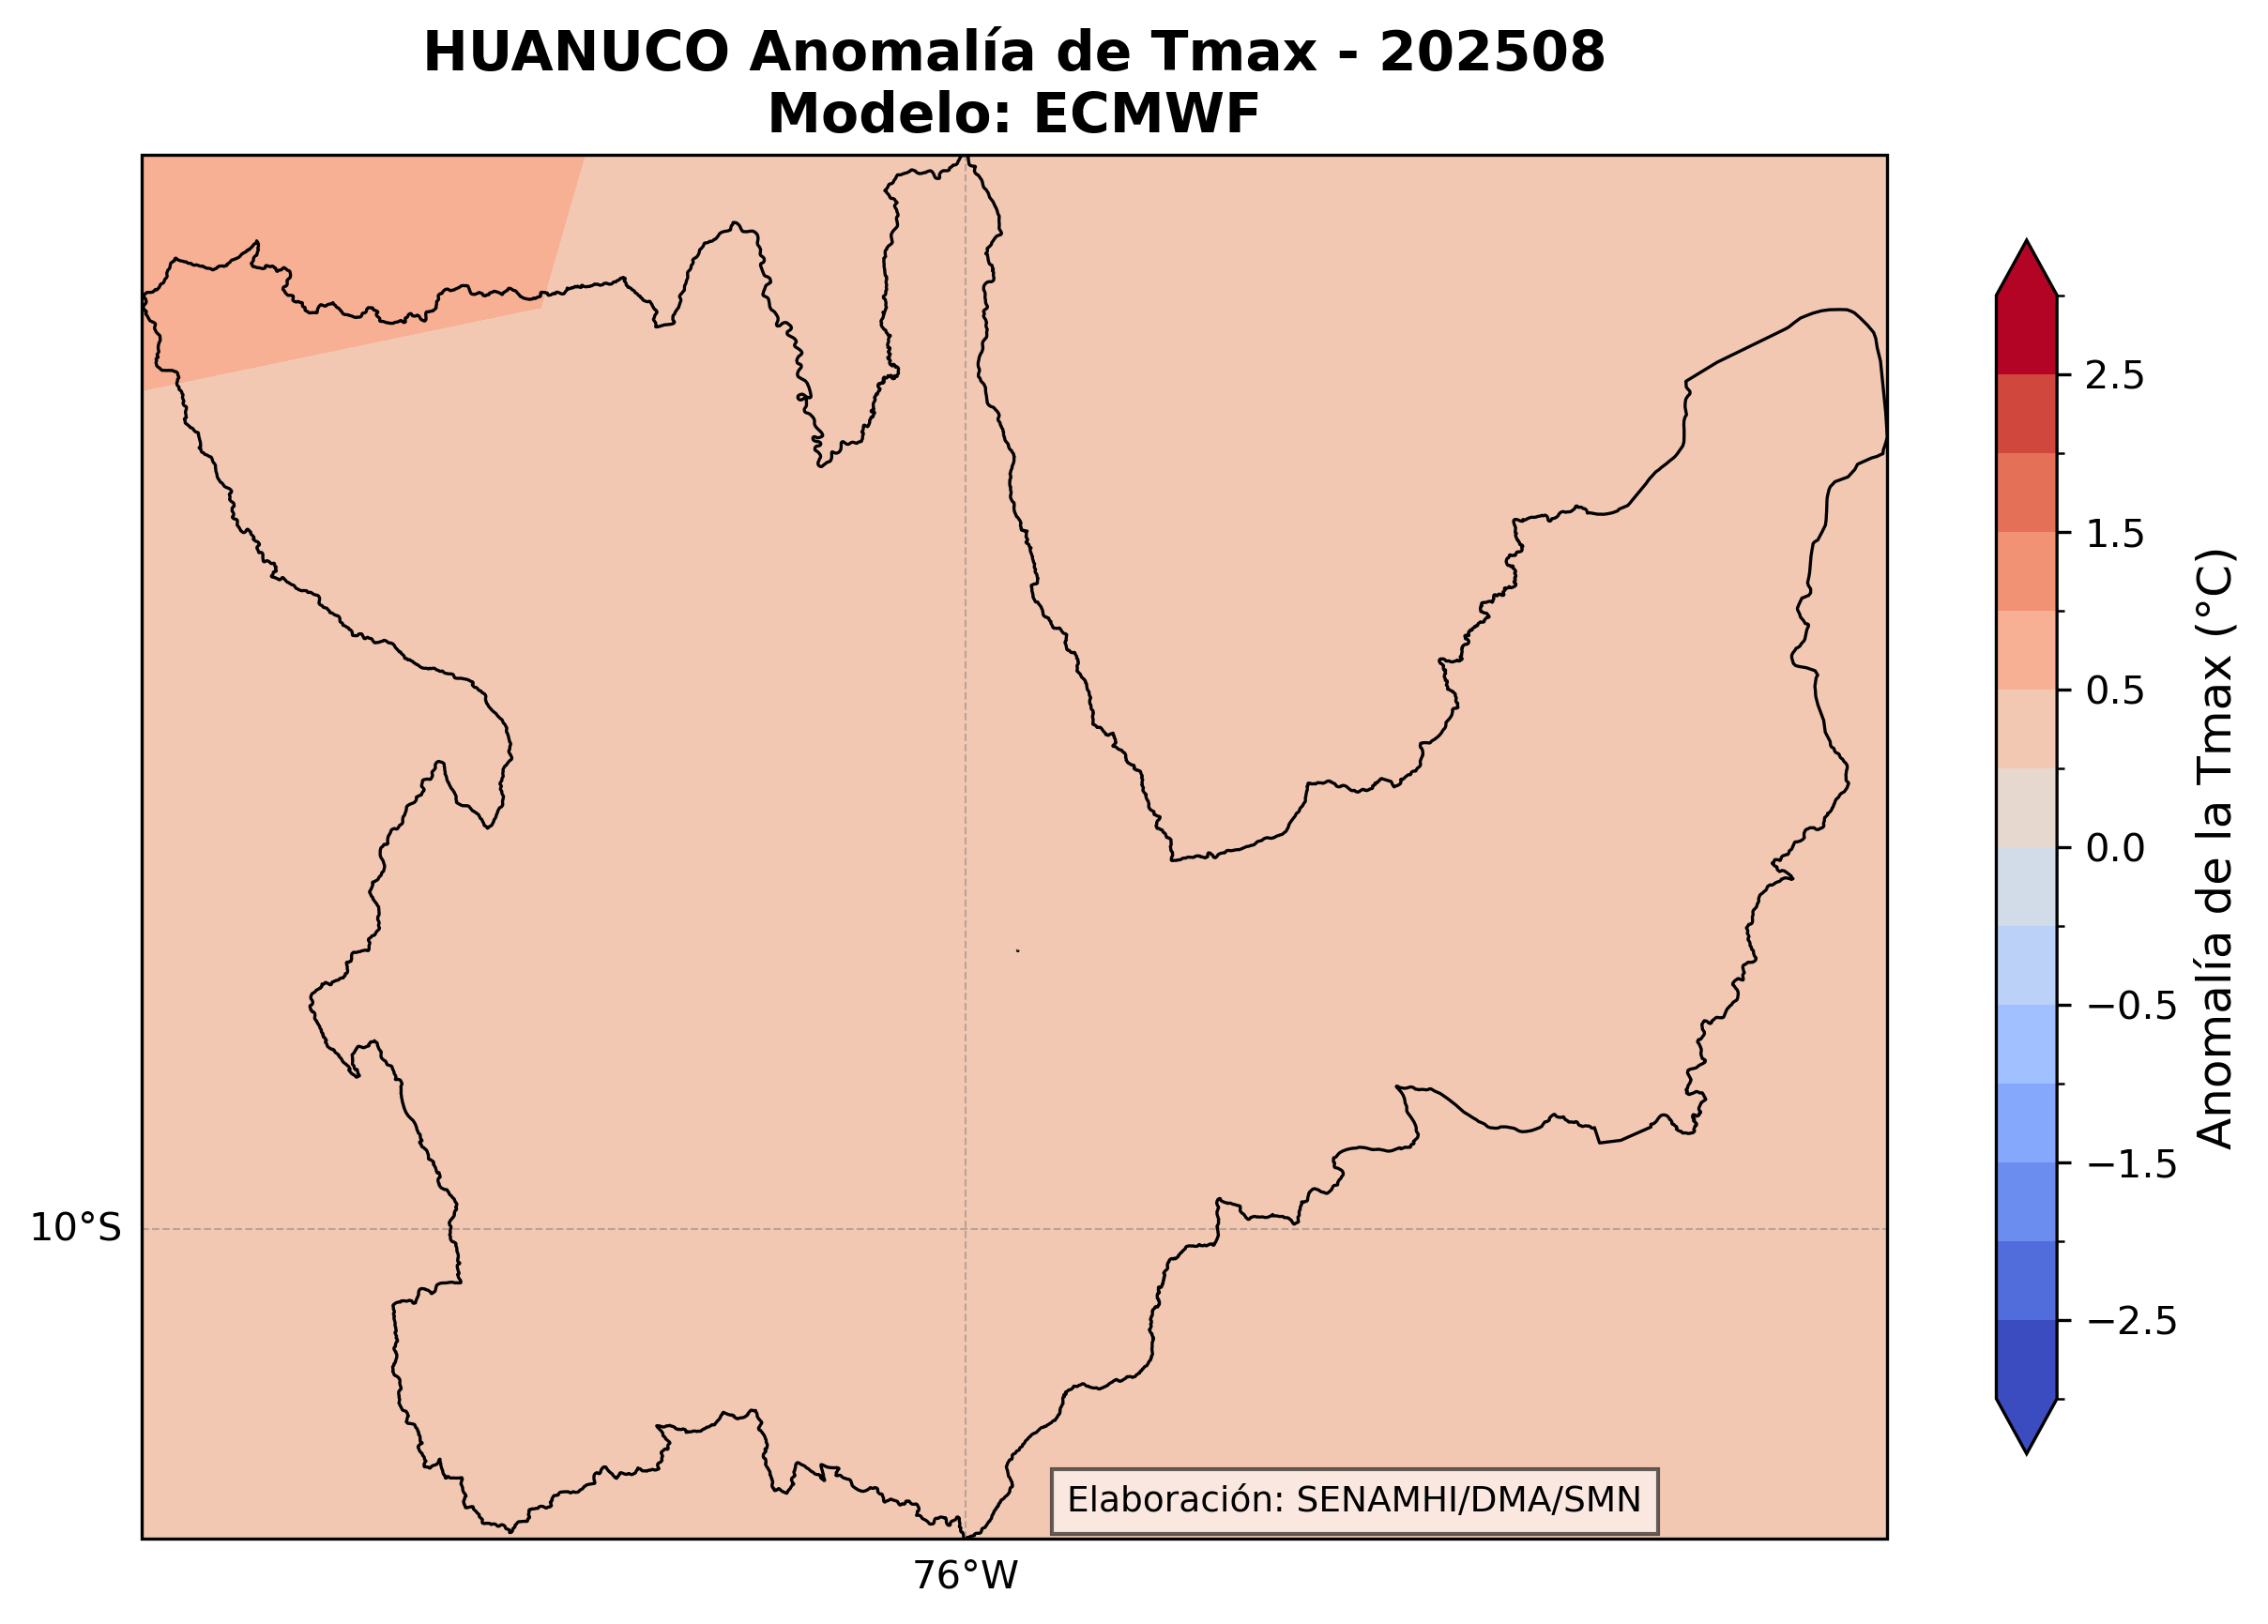 HUANUCO Anomalía de Tmax - 202508
Modelo: ECMWF
2.5
1.5
0.5
0.0
−0.5
−1.5
−2.5
Anomalía de la Tmax (°C)
10°S
76°W
Elaboración: SENAMHI/DMA/SMN